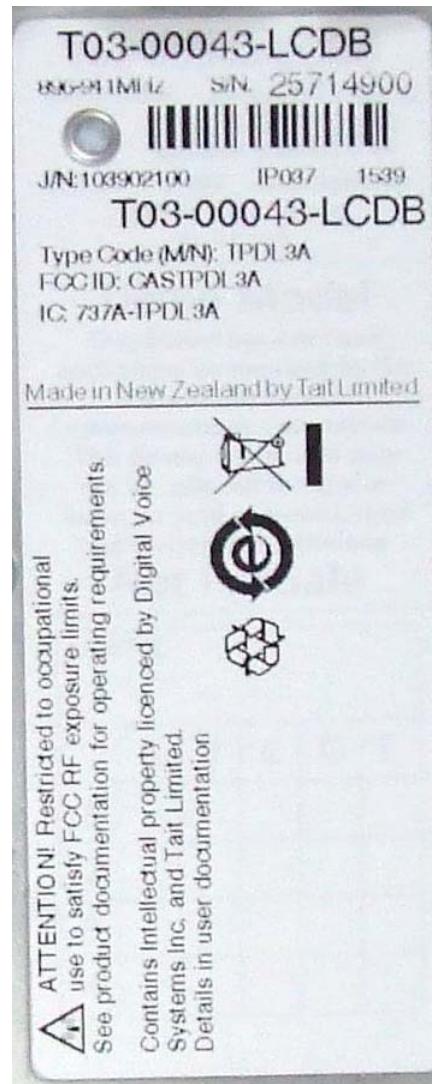 T03-00043-LCDB
896-941MHz S/N. 25714900
J/N:103902100 IP037 1539
T03-00043-LCDB
Type Code (M/N): TPDL3A
FCC ID: CASTPDL3A
IC: 737A-TPDL3A
Made in New Zealand by Tait Limited
ATTENTION! Restricted to occupational
use to satisfy FCC RF exposure limits.
See product documentation for operating requirements.
Contains Intellectual property licenced by Digital Voice
Systems Inc. and Tait Limited.
Details in user documentation
e